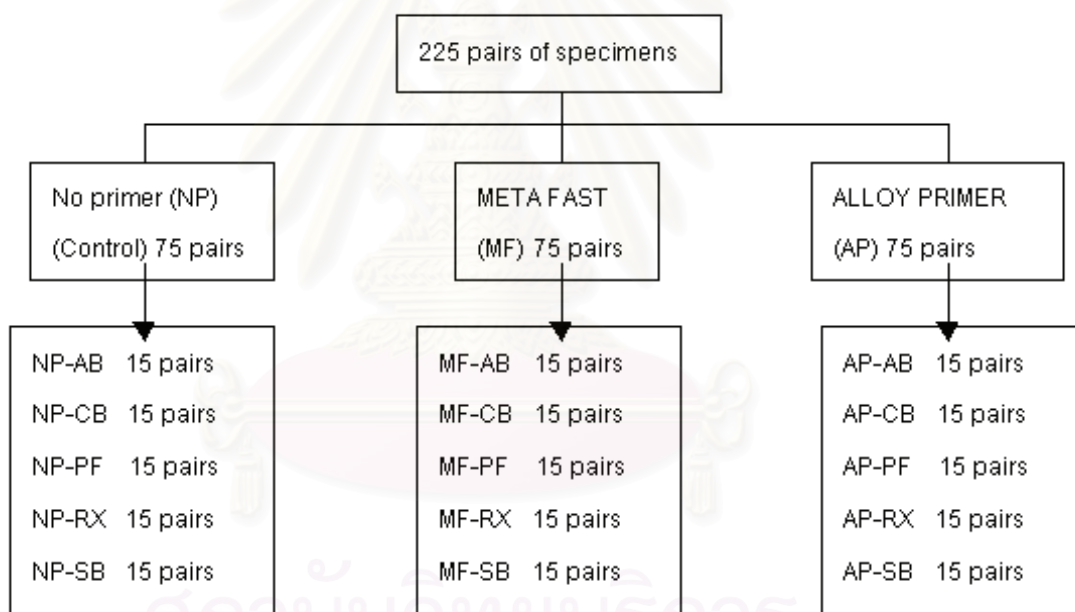 225 pairs of specimens
No primer (NP)
(Control) 75 pairs
META FAST
(MF) 75 pairs
ALLOY PRIMER
(AP) 75 pairs
NP-AB 15 pairs
NP-CB 15 pairs
NP-PF 15 pairs
NP-RX 15 pairs
NP-SB 15 pairs
MF-AB 15 pairs
MF-CB 15 pairs
MF-PF 15 pairs
MF-RX 15 pairs
MF-SB 15 pairs
AP-AB 15 pairs
AP-CB 15 pairs
AP-PF 15 pairs
AP-RX 15 pairs
AP-SB 15 pairs